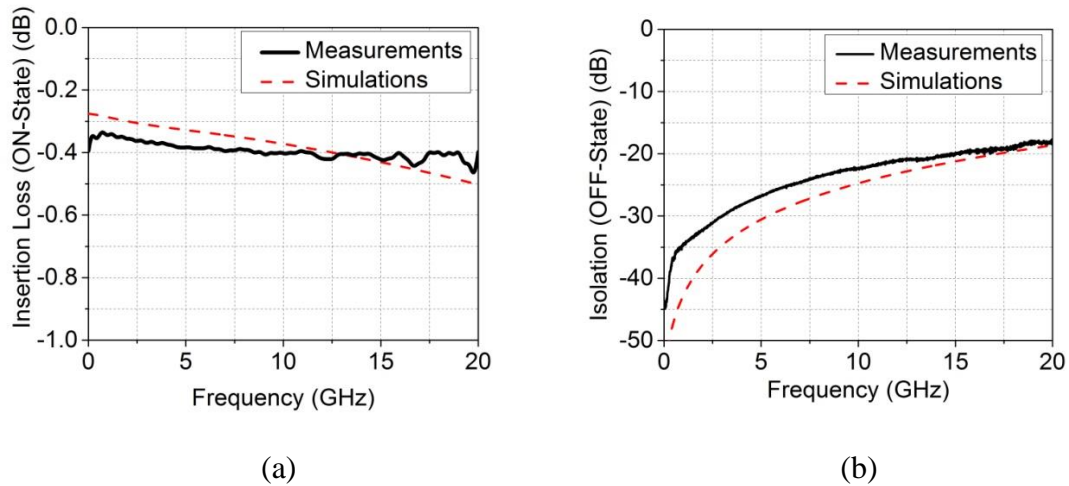 0.0
-0.2
-0.4
-0.6
-0.8
-1.0
Insertion Loss (ON-State) (dB)
Measurements
Simulations
0 5 10 15 20
Frequency (GHz)
(a)
0
-10
-20
-30
-40
-50
Isolation (OFF-State) (dB)
Measurements
Simulations
0 5 10 15 20
Frequency (GHz)
(b)